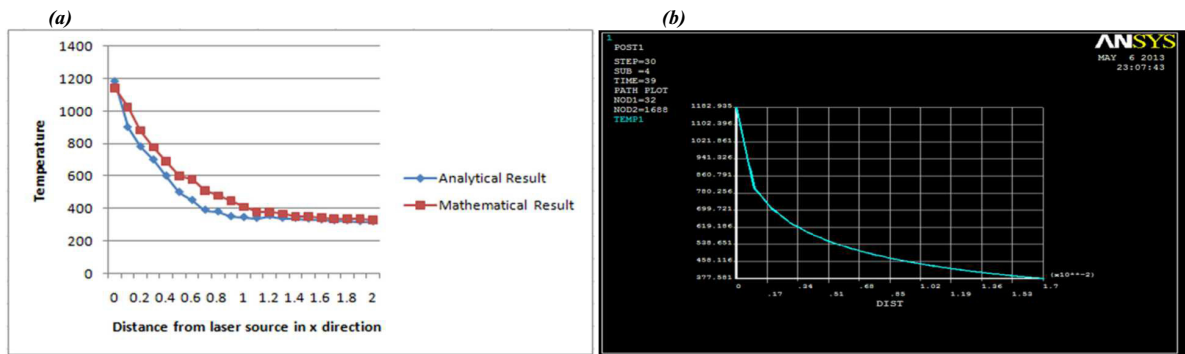 (a)
(b)
1400
1200
1000
800
600
400
200
0
Temperature
0 0.2 0.4 0.6 0.8 1 1.2 1.4 1.6 1.8 2
Distance from laser source in x direction
Analytical Result
Mathematical Result
1
POST1
STEP=30
SUB =4
TIME=39
PATH PLOT
NOD1=32
NOD2=1688
TEMP1
ANSYS
MAY 6 2013
23:07:43
1182.935
1102.396
1021.861
941.326
860.791
780.256
699.721
619.186
538.651
458.116
377.581
0 .17 .34 .51 .68 .85 1.02 1.19 1.36 1.53 1.7
(x10**-2)
DIST